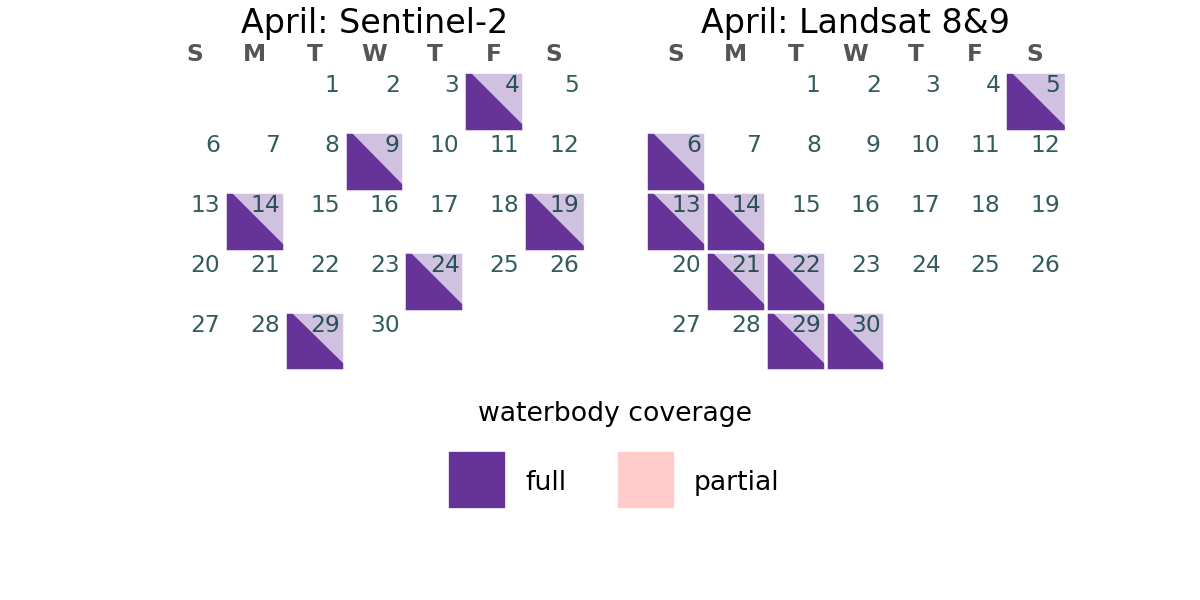 April: Sentinel-2
S M T W T F S
1 2 3 4 5
6 7 8 9 10 11 12
13 14 15 16 17 18 19
20 21 22 23 24 25 26
27 28 29 30
April: Landsat 8&9
S M T W T F S
1 2 3 4 5
6 7 8 9 10 11 12
13 14 15 16 17 18 19
20 21 22 23 24 25 26
27 28 29 30
waterbody coverage
full
partial